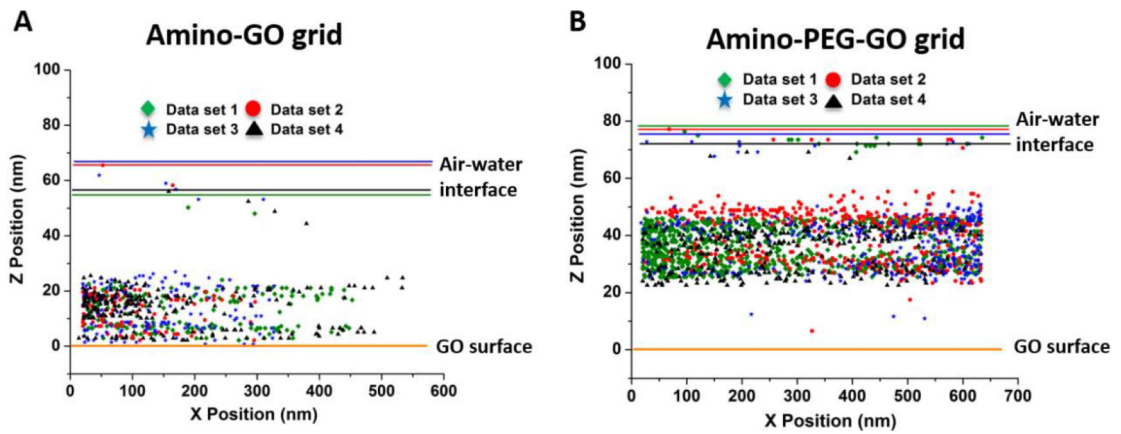 A
Amino-GO grid
Data set 1 Data set 2
Data set 3 Data set 4
Z Position (nm)
100
80
60
40
20
0
Air-water
interface
GO surface
0 100 200 300 400 500 600
X Position (nm)
B
Amino-PEG-GO grid
Data set 1 Data set 2
Data set 3 Data set 4
Z Position (nm)
100
80
60
40
20
0
Air-water
interface
GO surface
0 100 200 300 400 500 600 700
X Position (nm)